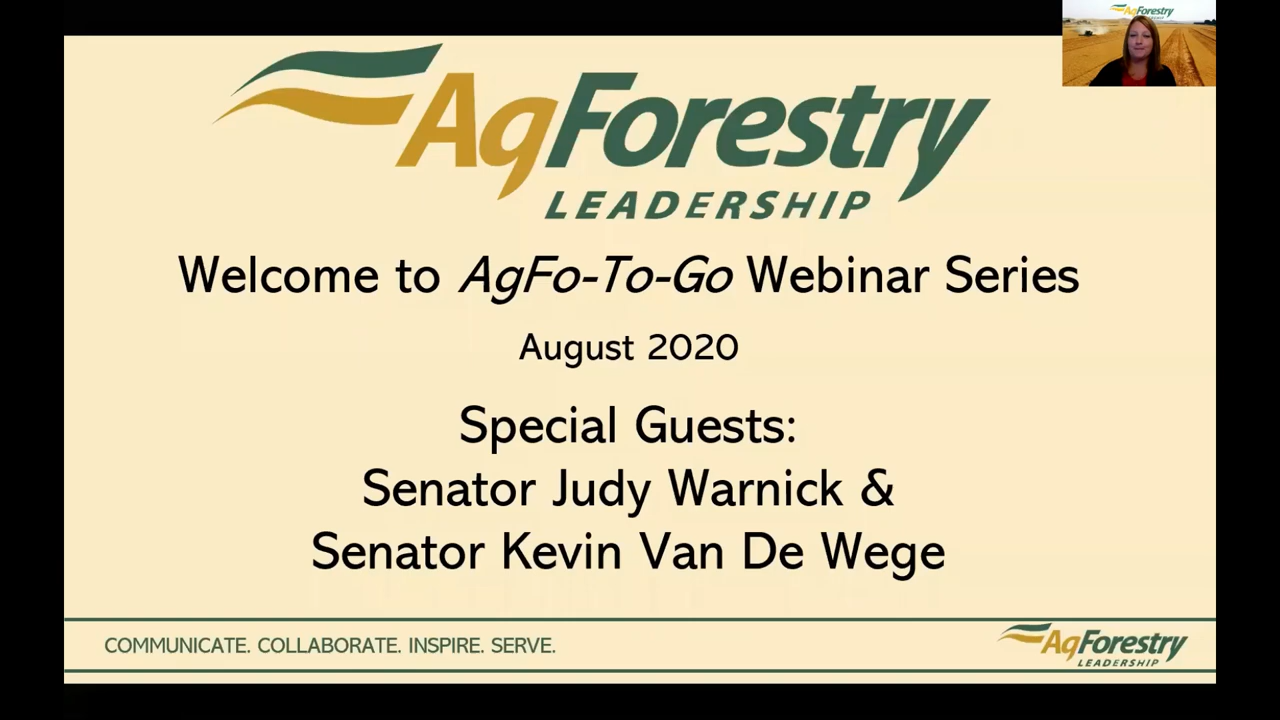 AgForestry
AgForestry
LEADERSHIP
Welcome to AgFo-To-Go Webinar Series
August 2020
Special Guests:
Senator Judy Warnick &
Senator Kevin Van De Wege
COMMUNICATE. COLLABORATE. INSPIRE. SERVE.
AgForestry
LEADERSHIP